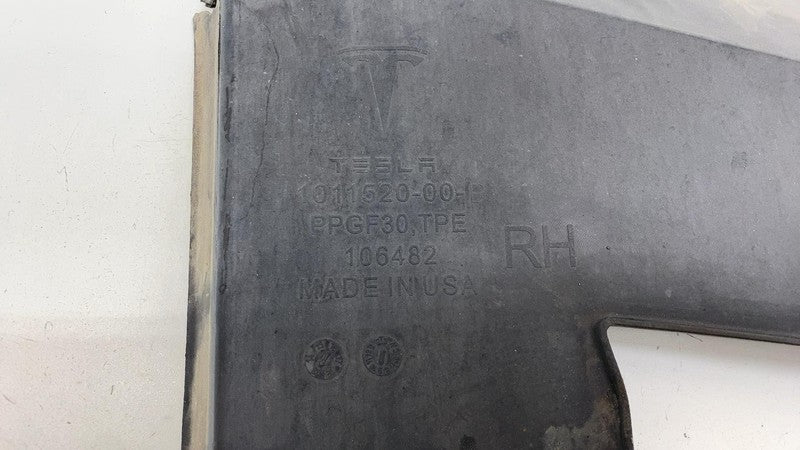 TESLA
1011520-00-I
PPGF30,TPE
106482
MADE IN USA
RH